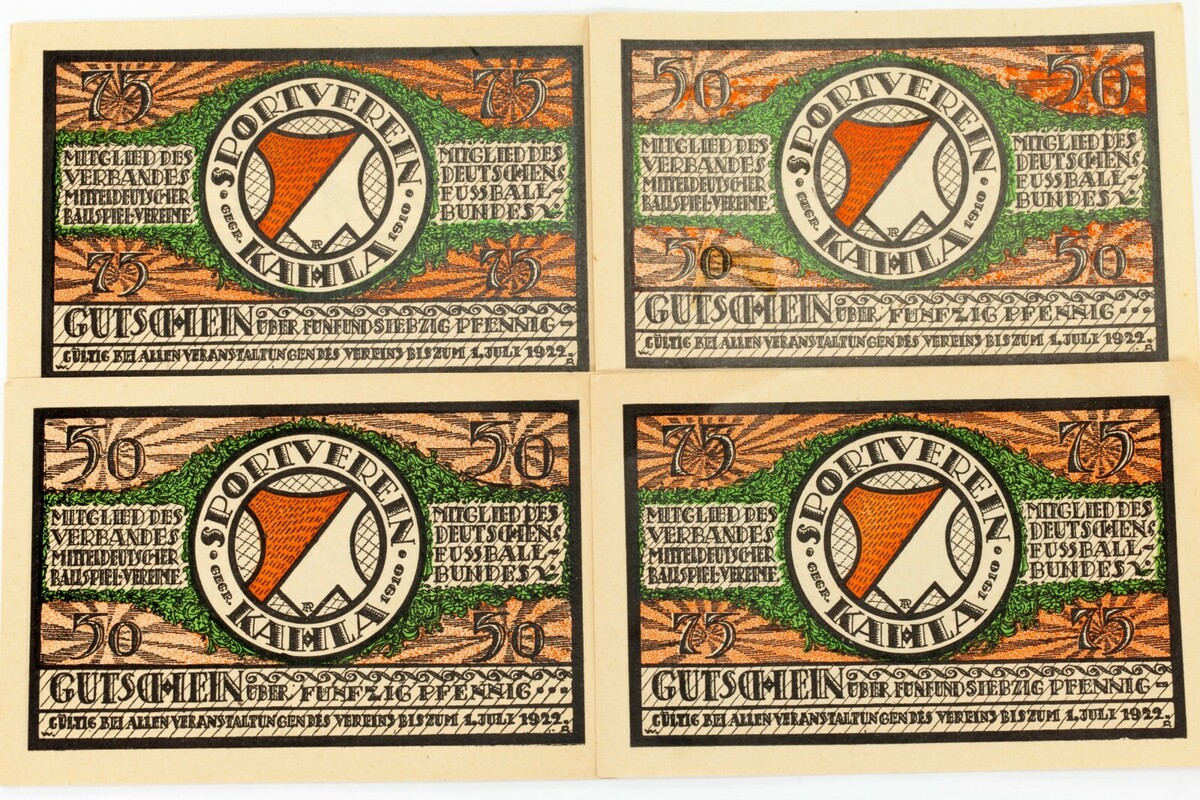 75 75
SPORTVEREIN
MITGLIED DES
VERBANDES
MITTELDEUTSCHER
BALLSPIEL-VEREINE
MITGLIED DES
DEUTSCHEN
FUSSBALL-
BUNDES
GEGR. KAHLA 1910
75 75
GUTSCHEIN ÜBER FÜNFUNDSIEBZIG PFENNIG
GÜLTIG BEI ALLEN VERANSTALTUNGEN DES VEREINS BIS ZUM 1. JULI 1922.
50 50
SPORTVEREIN
MITGLIED DES
VERBANDES
MITTELDEUTSCHER
BALLSPIEL-VEREINE
MITGLIED DES
DEUTSCHEN
FUSSBALL-
BUNDES
GEGR. KAHLA 1910
50 50
GUTSCHEIN ÜBER FÜNFZIG PFENNIG...
GÜLTIG BEI ALLEN VERANSTALTUNGEN DES VEREINS BIS ZUM 1. JULI 1922.
50 50
SPORTVEREIN
MITGLIED DES
VERBANDES
MITTELDEUTSCHER
BALLSPIEL-VEREINE
MITGLIED DES
DEUTSCHEN
FUSSBALL-
BUNDES
GEGR. KAHLA 1910
50 50
GUTSCHEIN ÜBER FÜNFZIG PFENNIG...
GÜLTIG BEI ALLEN VERANSTALTUNGEN DES VEREINS BIS ZUM 1. JULI 1922.
75 75
SPORTVEREIN
MITGLIED DES
VERBANDES
MITTELDEUTSCHER
BALLSPIEL-VEREINE
MITGLIED DES
DEUTSCHEN
FUSSBALL-
BUNDES
GEGR. KAHLA 1910
75 75
GUTSCHEIN ÜBER FÜNFUNDSIEBZIG PFENNIG
GÜLTIG BEI ALLEN VERANSTALTUNGEN DES VEREINS BIS ZUM 1. JULI 1922.